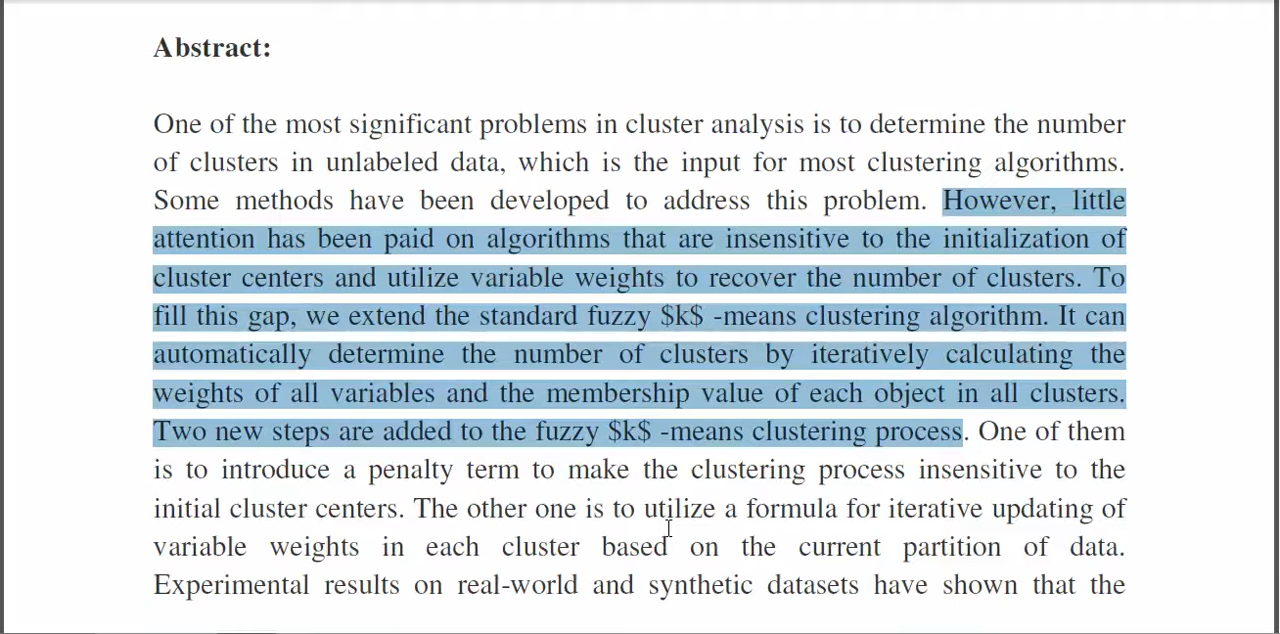 Abstract:
One of the most significant problems in cluster analysis is to determine the number
of clusters in unlabeled data, which is the input for most clustering algorithms.
Some methods have been developed to address this problem. However, little
attention has been paid on algorithms that are insensitive to the initialization of
cluster centers and utilize variable weights to recover the number of clusters. To
fill this gap, we extend the standard fuzzy $k$ -means clustering algorithm. It can
automatically determine the number of clusters by iteratively calculating the
weights of all variables and the membership value of each object in all clusters.
Two new steps are added to the fuzzy $k$ -means clustering process. One of them
is to introduce a penalty term to make the clustering process insensitive to the
initial cluster centers. The other one is to utilize a formula for iterative updating of
variable weights in each cluster based on the current partition of data.
Experimental results on real-world and synthetic datasets have shown that the